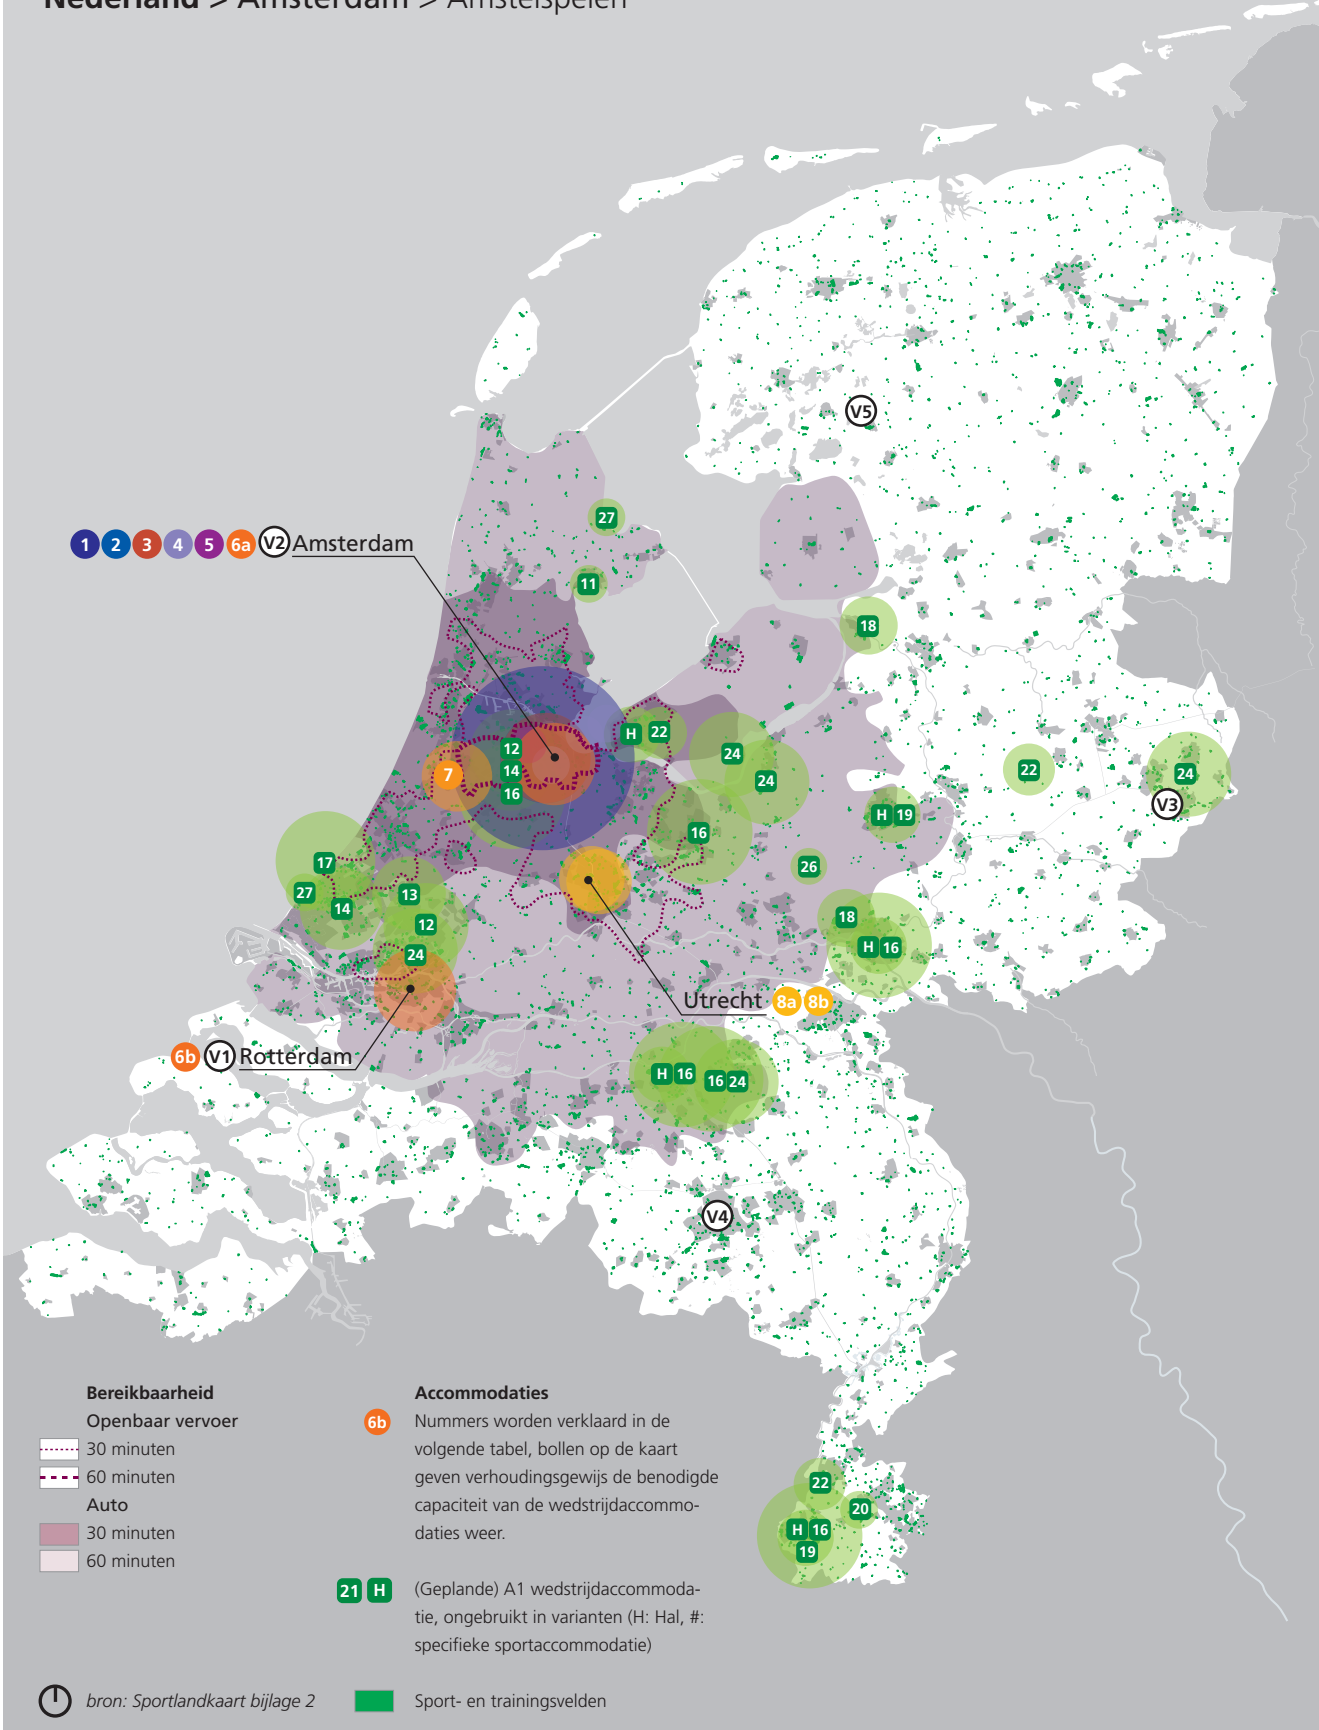 Nederland > Amsterdam > Amstelspelen
V5
27
1 2 3 4 5 6a V2 Amsterdam
11
18
H 22
12
24
14
7
22
24
24
16
V3
H 19
16
17
26
27
13
14
18
12
H 16
24
Utrecht 8a 8b
6b V1 Rotterdam
H 16
16 24
V4
22
20
H 16
19
Bereikbaarheid
Openbaar vervoer
30 minuten
60 minuten
Auto
30 minuten
60 minuten
Accommodaties
6b
Nummers worden verklaard in de
volgende tabel, bollen op de kaart
geven verhoudingsgewijs de benodigde
capaciteit van de wedstrijdaccommo-
daties weer.
21 H
(Geplande) A1 wedstrijdaccommoda-
tie, ongebruikt in varianten (H: Hal, #:
specifieke sportaccommodatie)
bron: Sportlandkaart bijlage 2
Sport- en trainingsvelden